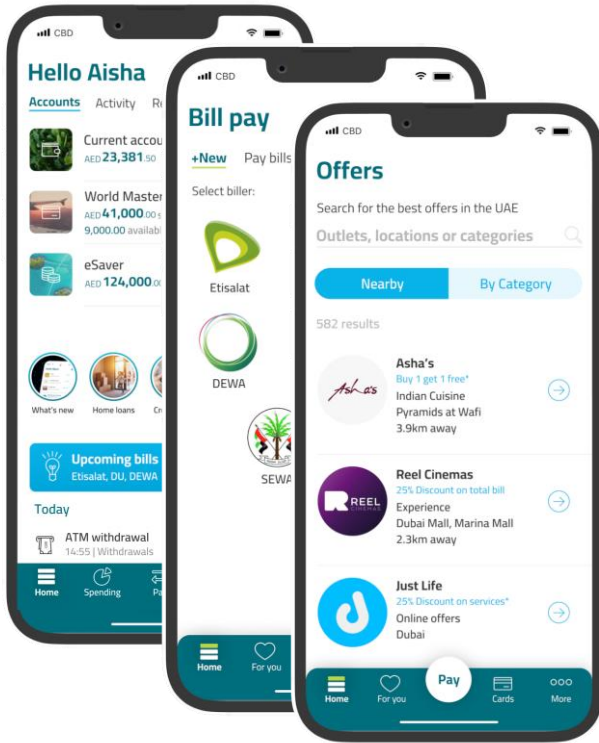 CBD
Hello Aisha
Accounts Activity
Current accou
AED 23,381.50
World Master
AED 41,000.00 s
9,000.00 availabl
eSaver
AED 124,000.00
What's new Home loans
Upcoming bills
Etisalat, DU, DEWA
Today
ATM withdrawal
14:55 | Withdrawals
Home Spending Pa
CBD
Bill pay
+New Pay bills
Select biller:
Etisalat
DEWA
SEWA
Home For you
CBD
Offers
Search for the best offers in the UAE
Outlets, locations or categories
Nearby By Category
582 results
Asha's
Asha's
Buy 1 get 1 free*
Indian Cuisine
Pyramids at Wafi
3.9km away
REEL
CINEMAS
Reel Cinemas
25% Discount on total bill
Experience
Dubai Mall, Marina Mall
2.3km away
Just Life
25% Discount on services*
Online offers
Dubai
Home For you Pay Cards More